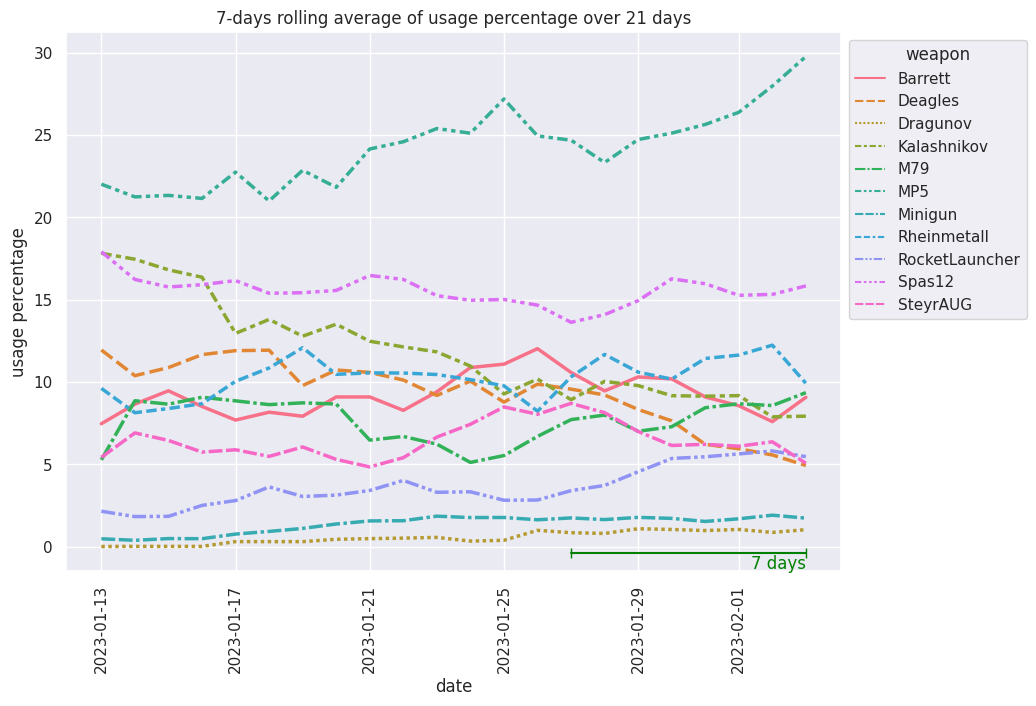 7-days rolling average of usage percentage over 21 days
usage percentage
30
25
20
15
10
5
0
2023-01-13
2023-01-17
2023-01-21
2023-01-25
2023-01-29
2023-02-01
date
7 days
weapon
Barrett
Deagles
Dragunov
Kalashnikov
M79
MP5
Minigun
Rheinmetall
RocketLauncher
Spas12
SteyrAUG